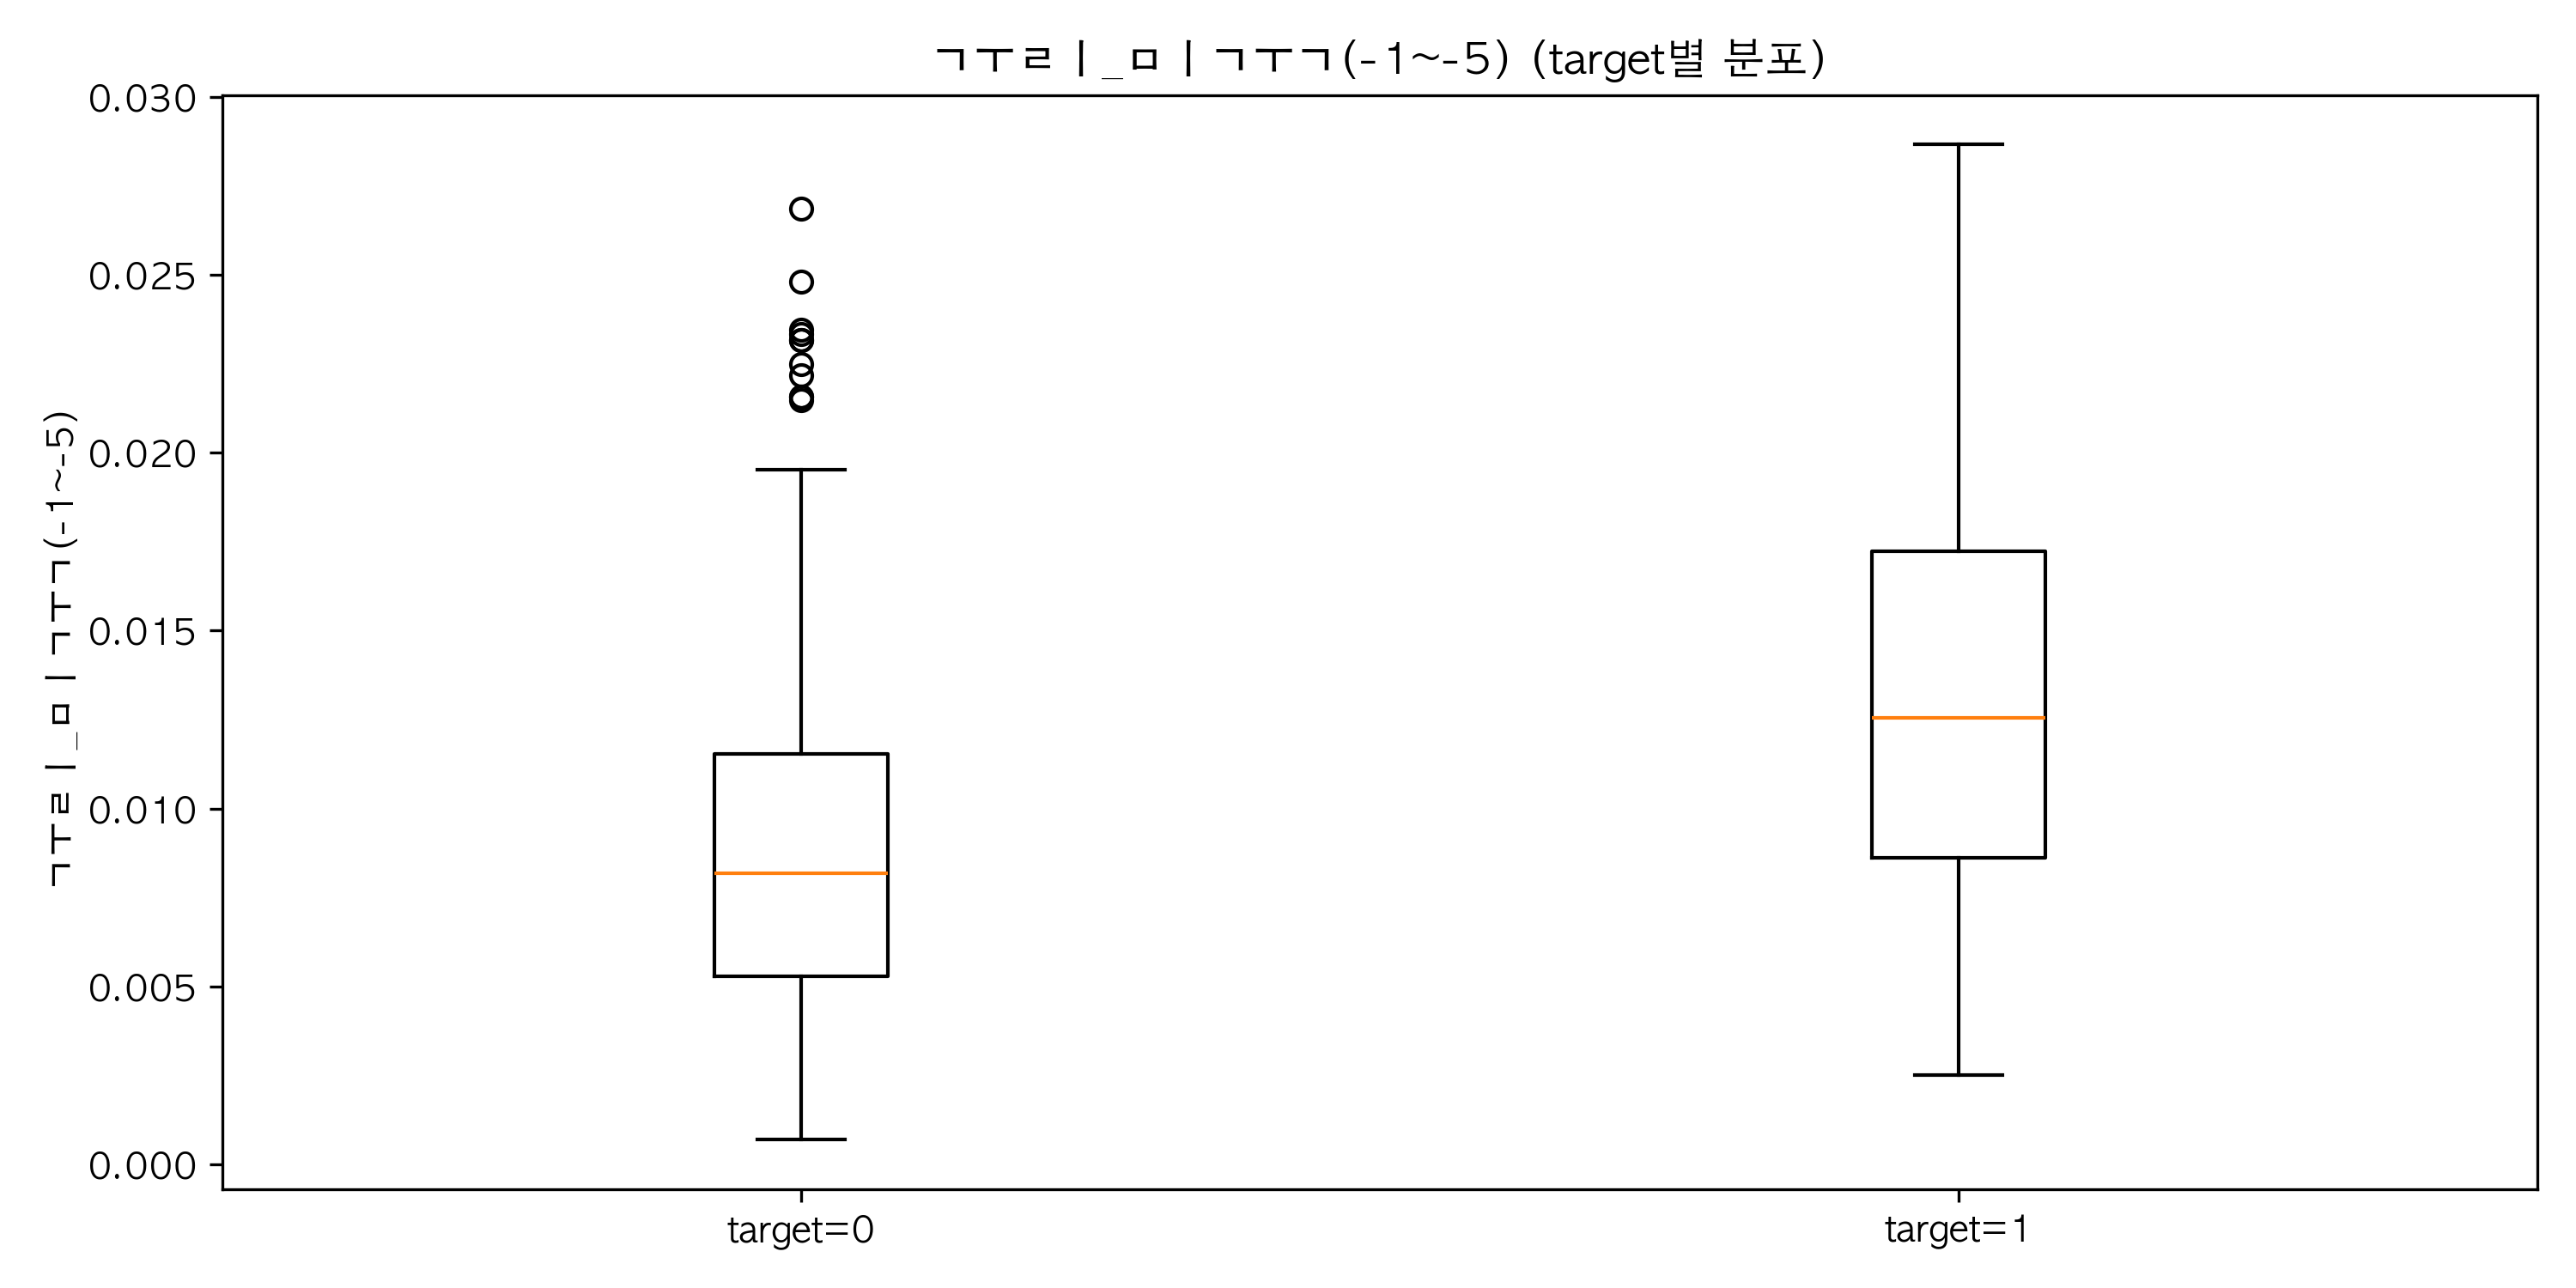 ㄱㅜㄹㅣ_ㅁㅣㄱㅜㄱ(-1~-5) (target별 분포)
ㄱㅜㄹㅣ_ㅁㅣㄱㅜㄱ(-1~-5)
0.030
0.025
0.020
0.015
0.010
0.005
0.000
target=0 target=1